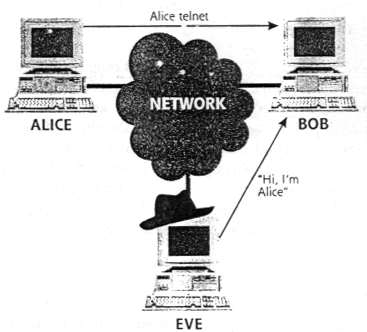 Alice telnet
NETWORK
ALICE
BOB
"Hi, I'm
Alice"
EVE